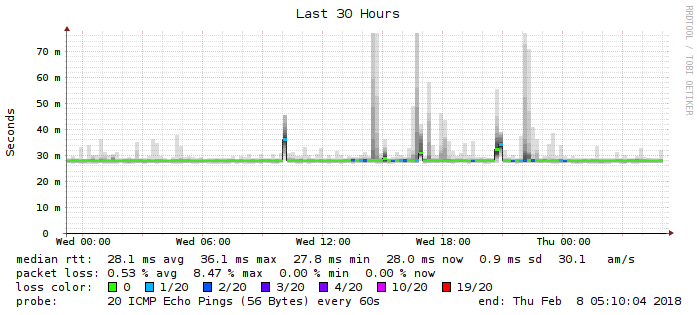 Last 30 Hours
RRDTOOL / TOBI OETIKER
Seconds
70 m
60 m
50 m
40 m
30 m
20 m
10 m
0
Wed 00:00 Wed 06:00 Wed 12:00 Wed 18:00 Thu 00:00
median rtt: 28.1 ms avg 36.1 ms max 27.8 ms min 28.0 ms now 0.9 ms sd 30.1 am/s
packet loss: 0.53 % avg 8.47 % max 0.00 % min 0.00 % now
loss color: 0 1/20 2/20 3/20 4/20 10/20 19/20
probe: 20 ICMP Echo Pings (56 Bytes) every 60s end: Thu Feb 8 05:10:04 2018